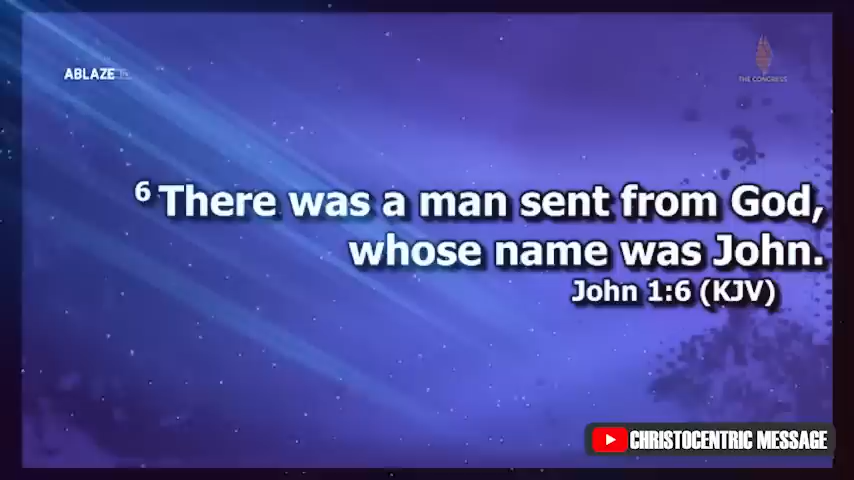 ABLAZE
THE CONGRESS
6 There was a man sent from God,
whose name was John.
John 1:6 (KJV)
CHRISTOCENTRIC MESSAGE